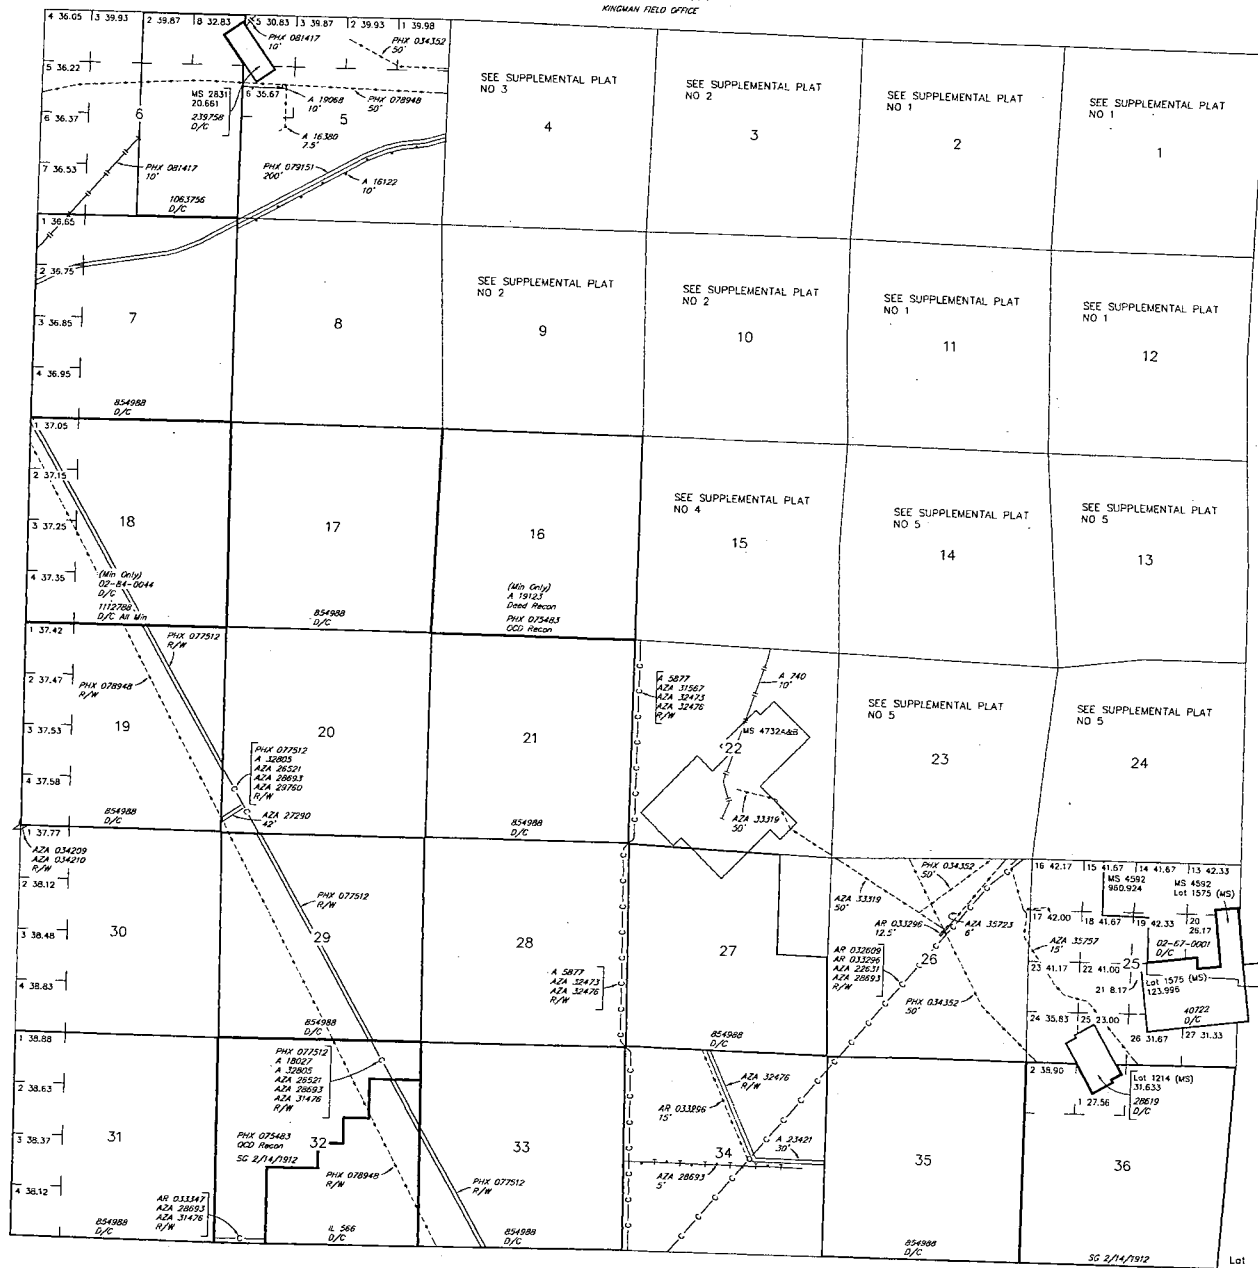 KINGMAN FIELD OFFICE
4 36.05
3 39.96
2 39.87
8 32.83
5 30.83
3 39.87
2 39.93
1 39.98
PHX 081417
10'
PHX 034352
50'
5 36.22
MS 2831
20.661
239758
D/C
6 35.67
A 19068
10'
PHX 078948
50'
6 36.37
6
A 16380
7.5'
5
7 36.53
PHX 081417
10'
PHX 079151
200'
A 16122
10'
1063756
D/C
SEE SUPPLEMENTAL PLAT
NO 3
4
SEE SUPPLEMENTAL PLAT
NO 2
3
SEE SUPPLEMENTAL PLAT
NO 1
2
SEE SUPPLEMENTAL PLAT
NO 1
1
1 36.65
2 36.75
3 36.85
4 36.95
7
854988
D/C
8
SEE SUPPLEMENTAL PLAT
NO 2
9
SEE SUPPLEMENTAL PLAT
NO 2
10
SEE SUPPLEMENTAL PLAT
NO 1
11
SEE SUPPLEMENTAL PLAT
NO 1
12
1 37.05
2 37.15
3 37.25
4 37.35
18
(Min Only)
02-84-0044
D/C
1112788
D/C All Min
17
854988
D/C
16
(Min Only)
A 19123
Deed Recon
PHX 075483
OCD Recon
SEE SUPPLEMENTAL PLAT
NO 4
15
SEE SUPPLEMENTAL PLAT
NO 5
14
SEE SUPPLEMENTAL PLAT
NO 5
13
1 37.42
2 37.47
3 37.53
4 37.58
PHX 077512
R/W
PHX 078948
R/W
19
854988
D/C
20
PHX 077512
A 32805
AZA 26521
AZA 28693
AZA 29760
R/W
AZA 27290
42'
21
854988
D/C
A 5877
AZA 31567
AZA 32473
AZA 32476
R/W
A 740
10'
MS 4732A&B
22
AZA 33319
50'
SEE SUPPLEMENTAL PLAT
NO 5
23
SEE SUPPLEMENTAL PLAT
NO 5
24
1 37.77
AZA 034209
AZA 034210
R/W
2 38.12
3 38.48
4 38.83
30
PHX 077512
R/W
29
854988
D/C
28
A 5877
AZA 32473
AZA 32476
R/W
27
854988
D/C
AZA 33319
50'
PHX 034352
50'
AR 033296
12.5'
AZA 35723
6'
AR 032609
AR 033296
AZA 22631
AZA 28693
R/W
26
PHX 034352
50'
16 42.17
15 41.67
14 41.67
13 42.33
MS 4592
960.924
MS 4592
Lot 1575 (MS)
17 42.00
18 41.67
19 42.33
20
26.17
AZA 35757
15'
02-67-0001
D/C
23 41.17
22 41.00
25
21 8.17
Lot 1575 (MS)
123.996
40722
D/C
24 35.83
25 23.00
26 31.67
27 31.33
1 38.88
2 38.63
3 38.37
4 38.12
31
854988
D/C
PHX 077512
A 18027
A 32805
AZA 26521
AZA 28693
AZA 31476
R/W
PHX 075483
OCD Recon
SG 2/14/1912
32
PHX 078948
R/W
AR 033347
AZA 28693
AZA 31476
R/W
IL 566
D/C
33
PHX 077512
R/W
854988
D/C
AZA 32476
R/W
AR 033296
15'
A 23421
30'
34
AZA 28693
5'
35
854988
D/C
2 38.90
1 27.56
Lot 1214 (MS)
31.633
28619
D/C
36
SG 2/14/1912
Lot